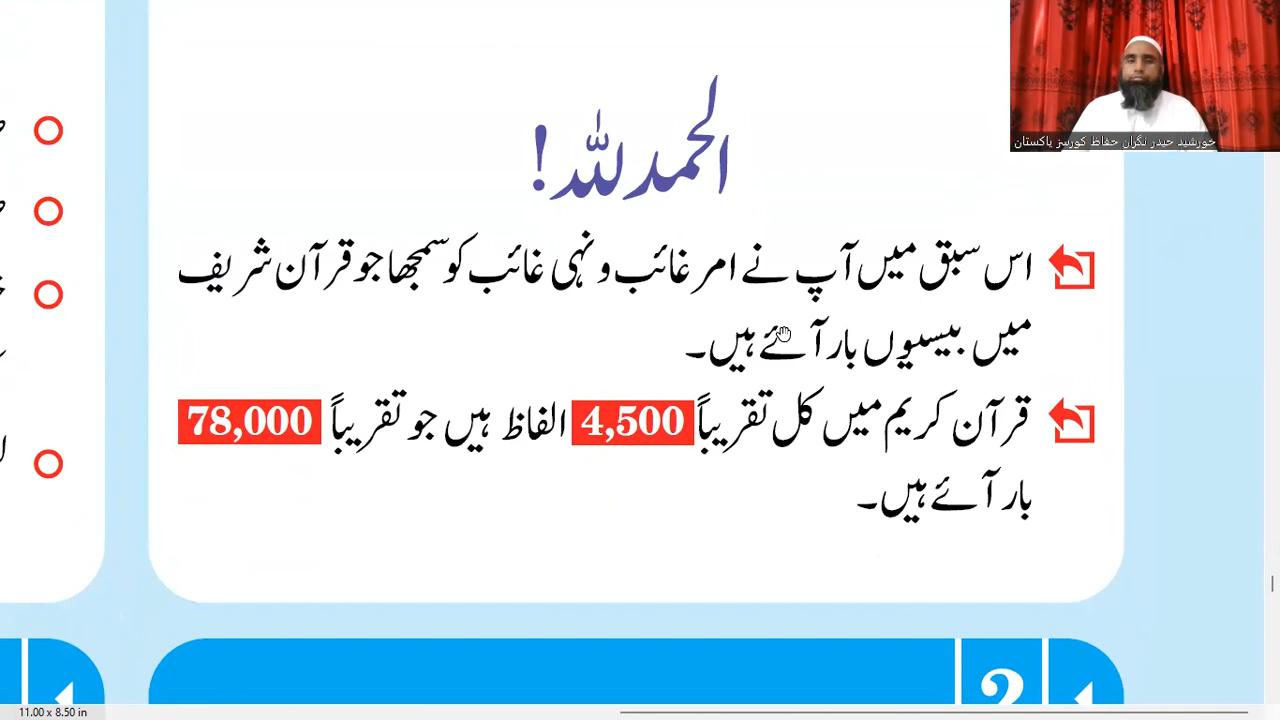 خورشید حیدر نگران حفاظ کورسز پاکستان
الحمدللہ!
اس سبق میں آپ نے امر غائب و نہی غائب کو سمجھا جو قرآن شریف
میں بیسیوں بار آئے ہیں۔
قرآن کریم میں کل تقریباً 4,500 الفاظ ہیں جو تقریباً 78,000
بار آئے ہیں۔
2
11.00 x 8.50 in